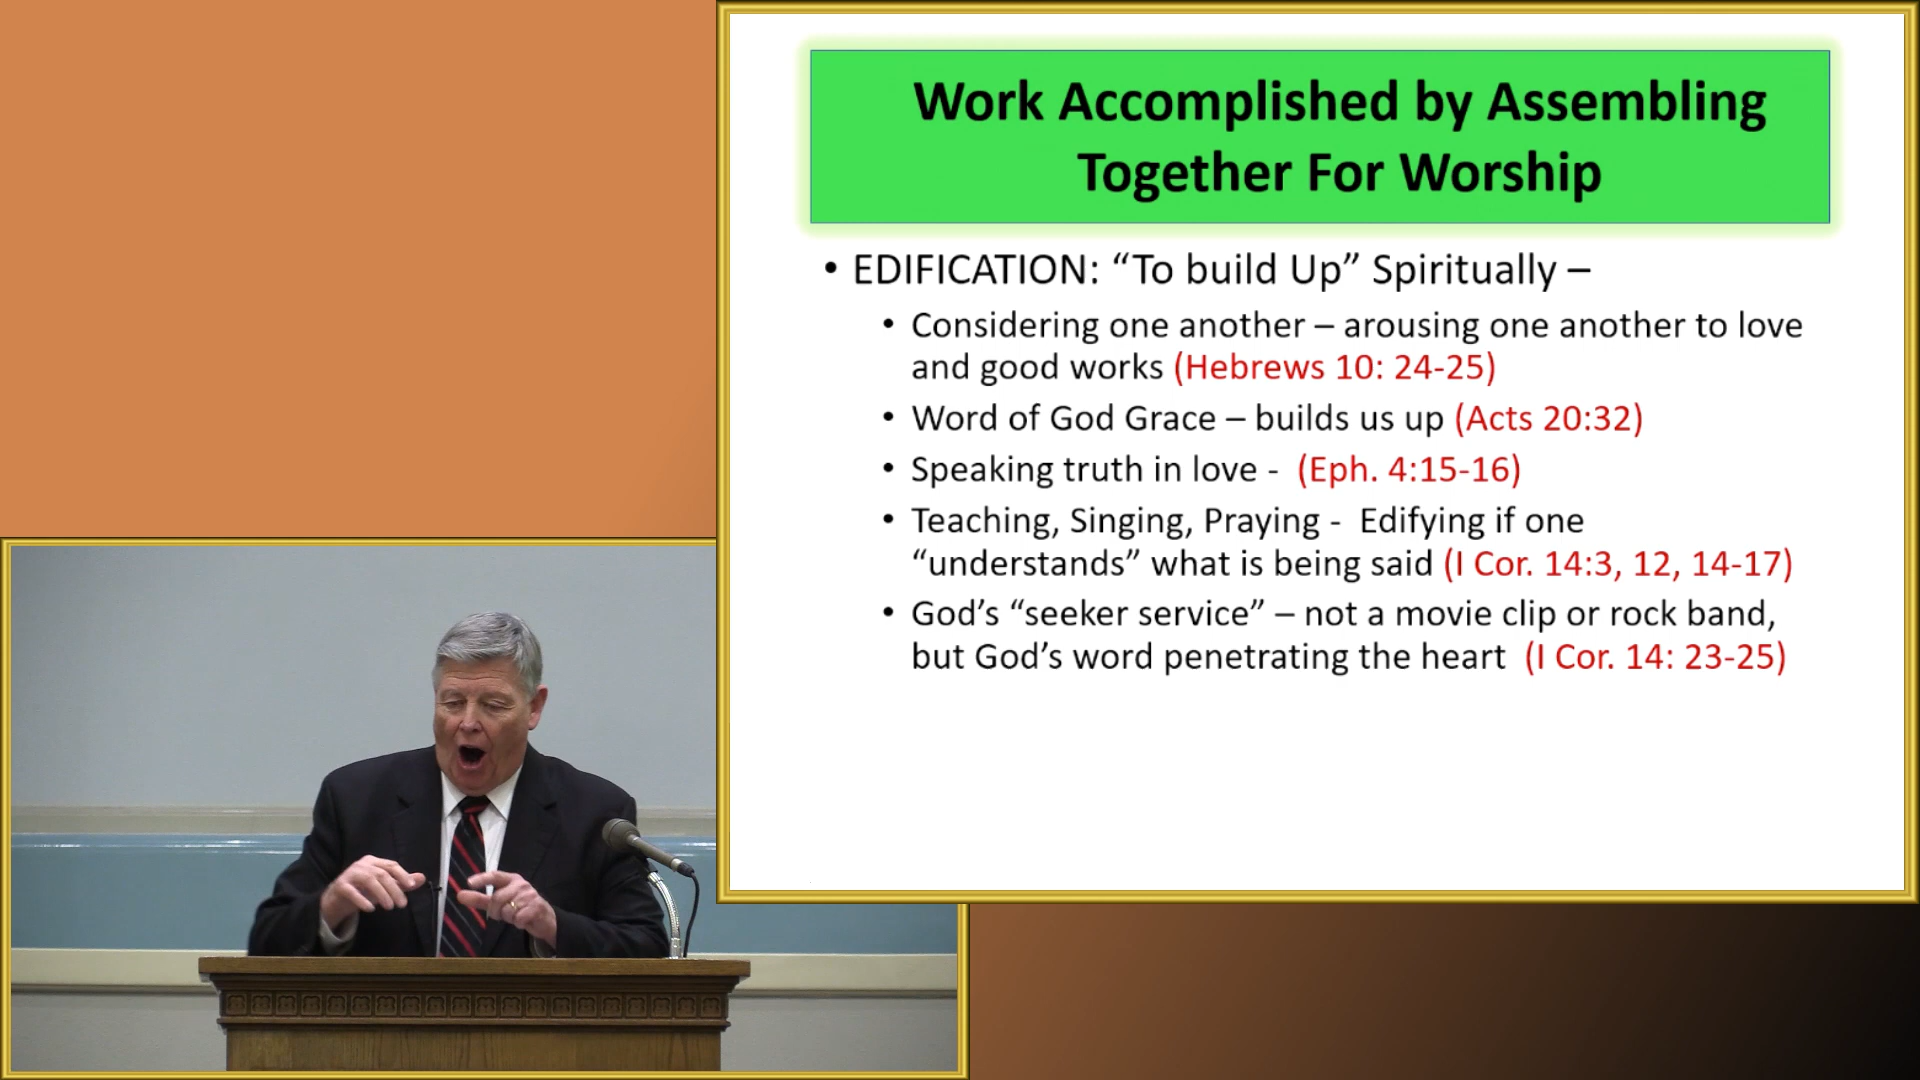 Work Accomplished by Assembling
Together For Worship
• EDIFICATION: “To build Up” Spiritually –
• Considering one another – arousing one another to love
and good works (Hebrews 10: 24-25)
• Word of God Grace – builds us up (Acts 20:32)
• Speaking truth in love - (Eph. 4:15-16)
• Teaching, Singing, Praying - Edifying if one
“understands” what is being said (I Cor. 14:3, 12, 14-17)
• God’s “seeker service” – not a movie clip or rock band,
but God’s word penetrating the heart (I Cor. 14: 23-25)